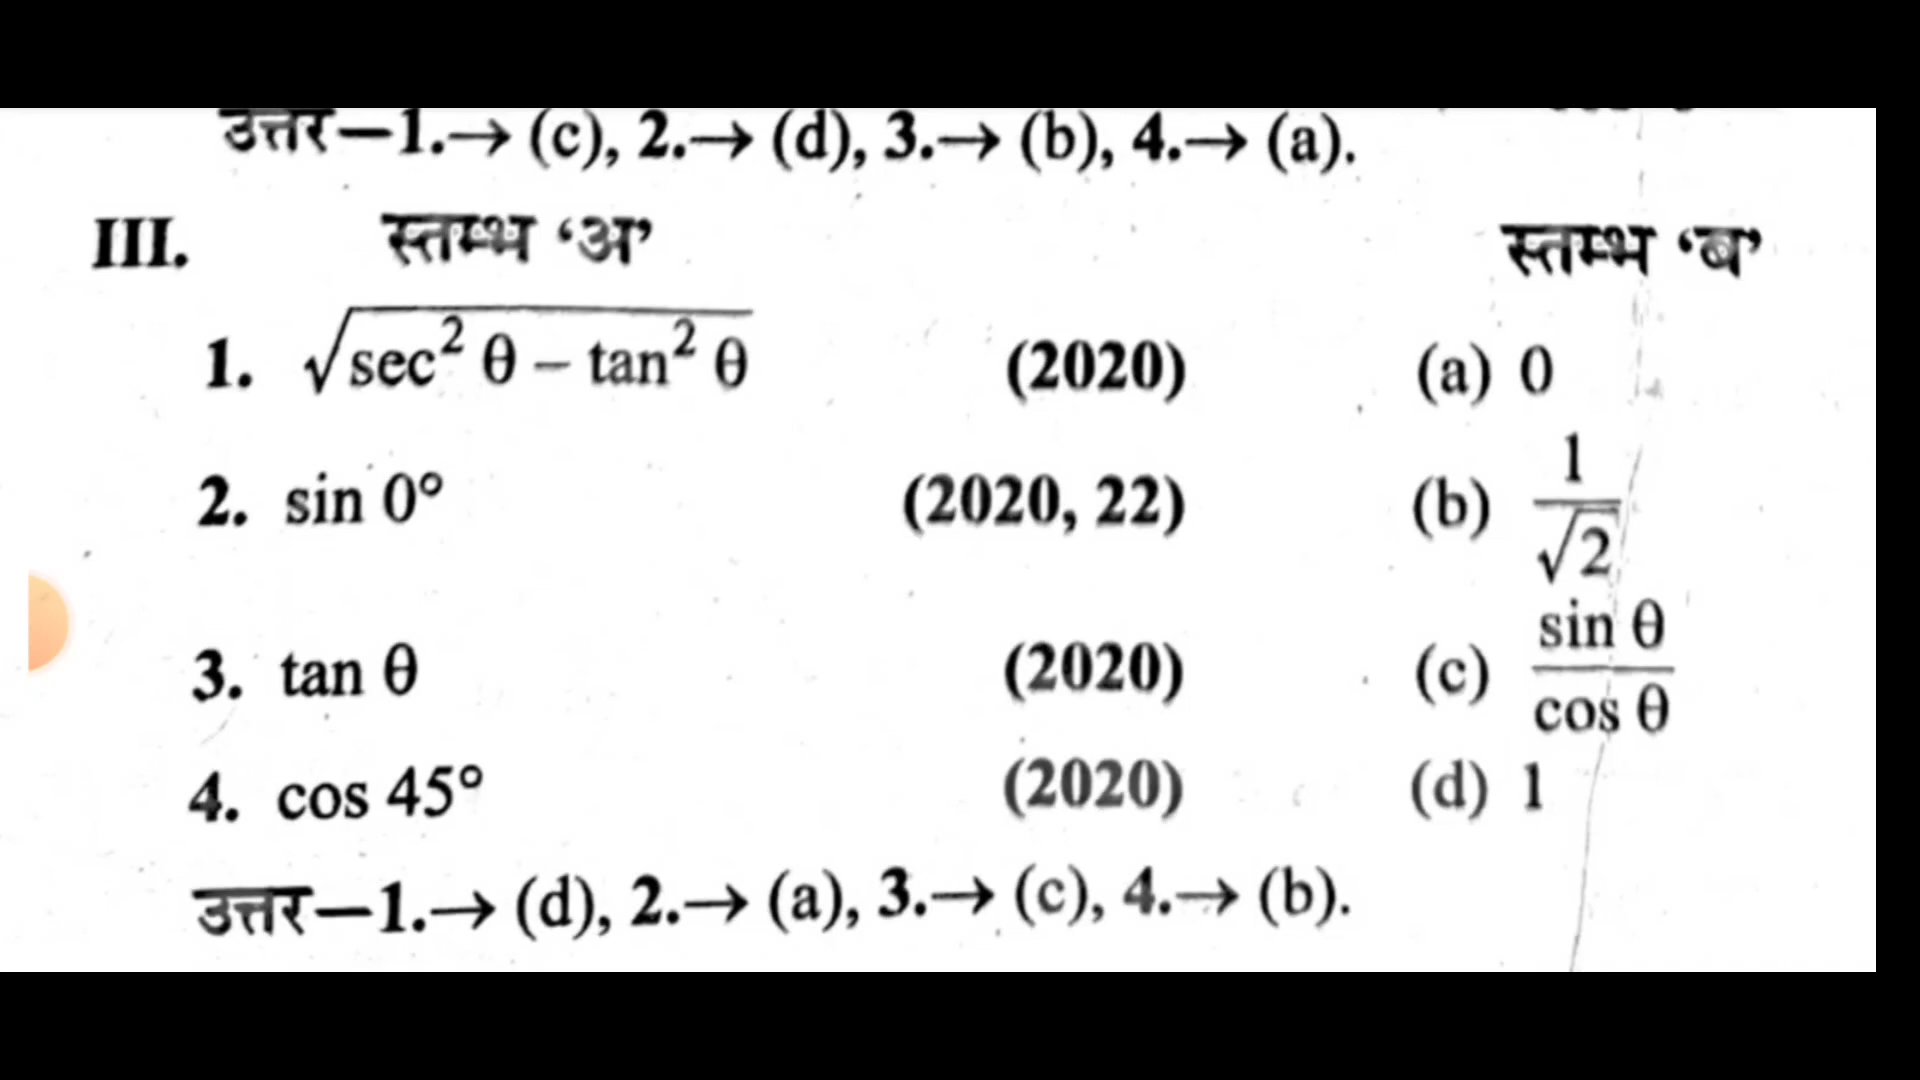 उत्तर—1.→ (c), 2.→ (d), 3.→ (b), 4.→ (a).
III. स्तम्भ ‘अ’ स्तम्भ ‘ब’
1. √(sec² θ – tan² θ) (2020) (a) 0
2. sin 0° (2020, 22) (b) 1/√2
3. tan θ (2020) (c) sin θ/cos θ
4. cos 45° (2020) (d) 1
उत्तर—1.→ (d), 2.→ (a), 3.→ (c), 4.→ (b).